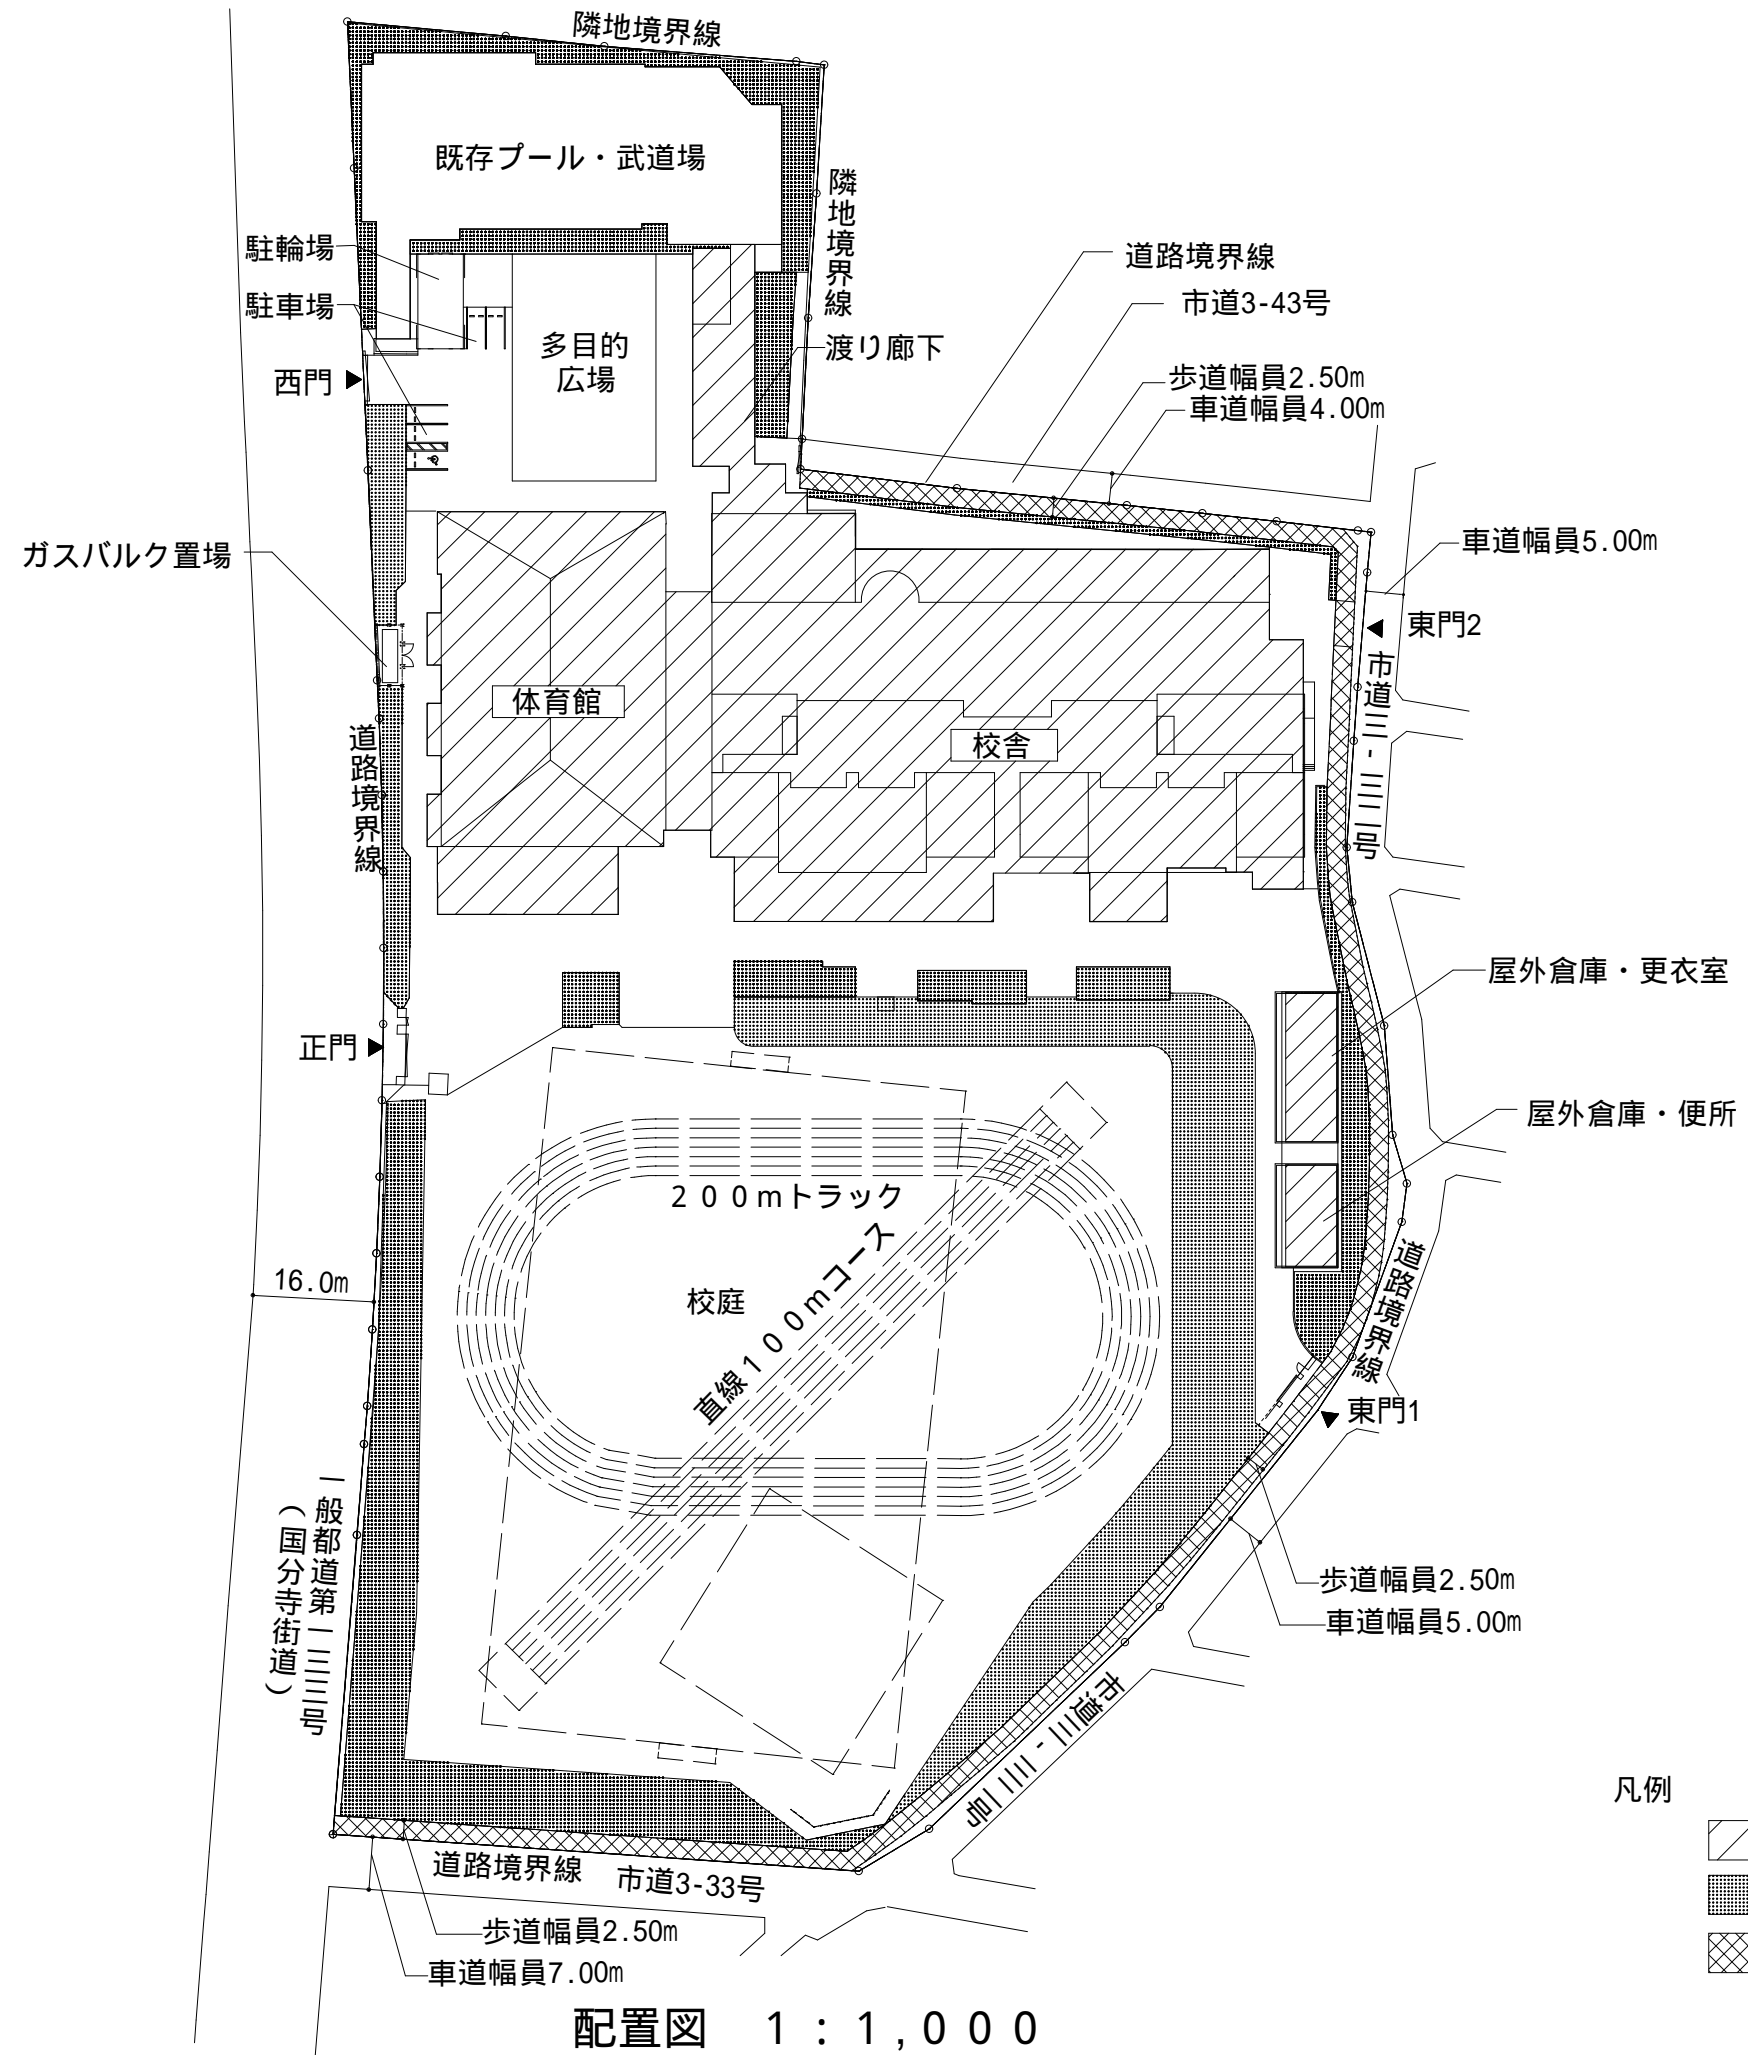 隣地境界線
既存プール・武道場
隣地境界線
駐輪場
駐車場
道路境界線
市道3-43号
多目的
広場
渡り廊下
西門
歩道幅員2.50m
車道幅員4.00m
ガスバルク置場
車道幅員5.00m
東門2
市道三-三二号
体育館
校舎
道路境界線
屋外倉庫・更衣室
正門
屋外倉庫・便所
200mトラック
直線100mコース
校庭
16.0m
道路境界線
東門1
一般都道第一三三号
(国分寺街道)
歩道幅員2.50m
車道幅員5.00m
凡例
道路境界線 市道3-33号
歩道幅員2.50m
車道幅員7.00m
配置図 1:1,000